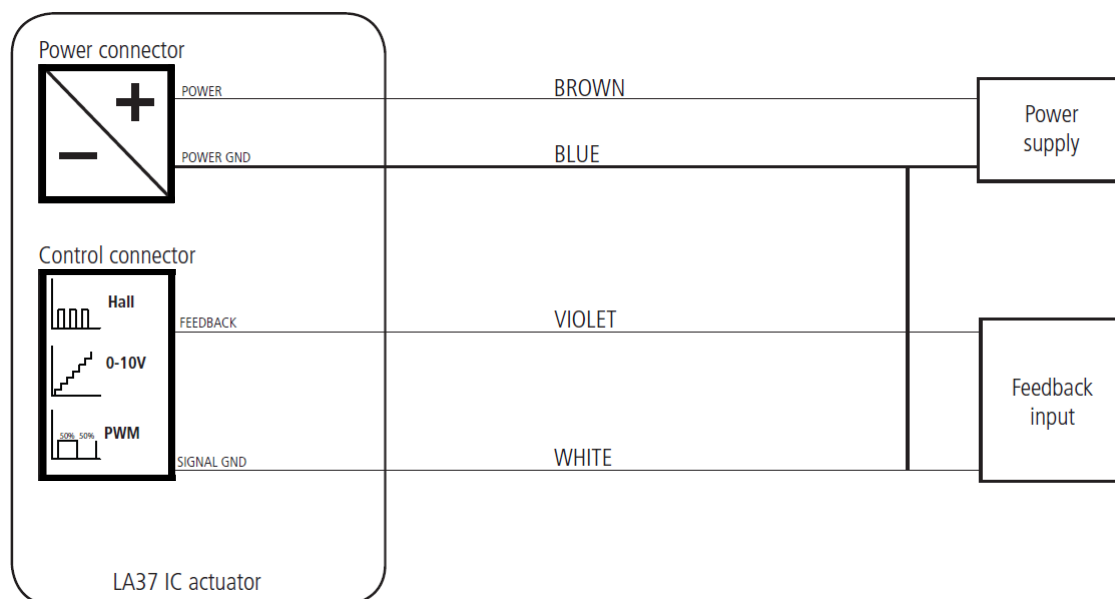 Power connector
+
−
POWER
BROWN
POWER GND
BLUE
Power
supply
Control connector
Hall
FEEDBACK
VIOLET
0-10V
50% 50%
PWM
SIGNAL GND
WHITE
Feedback
input
LA37 IC actuator